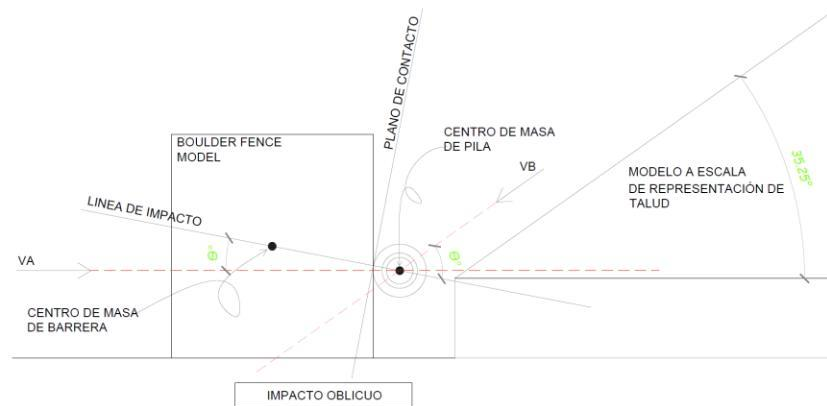 PLANO DE CONTACTO
BOULDER FENCE
MODEL
CENTRO DE MASA
DE PILA
VB
35.25°
MODELO A ESCALA
DE REPRESENTACIÓN DE
TALUD
LINEA DE IMPACTO
Θ°
Θ°
VA
CENTRO DE MASA
DE BARRERA
IMPACTO OBLICUO